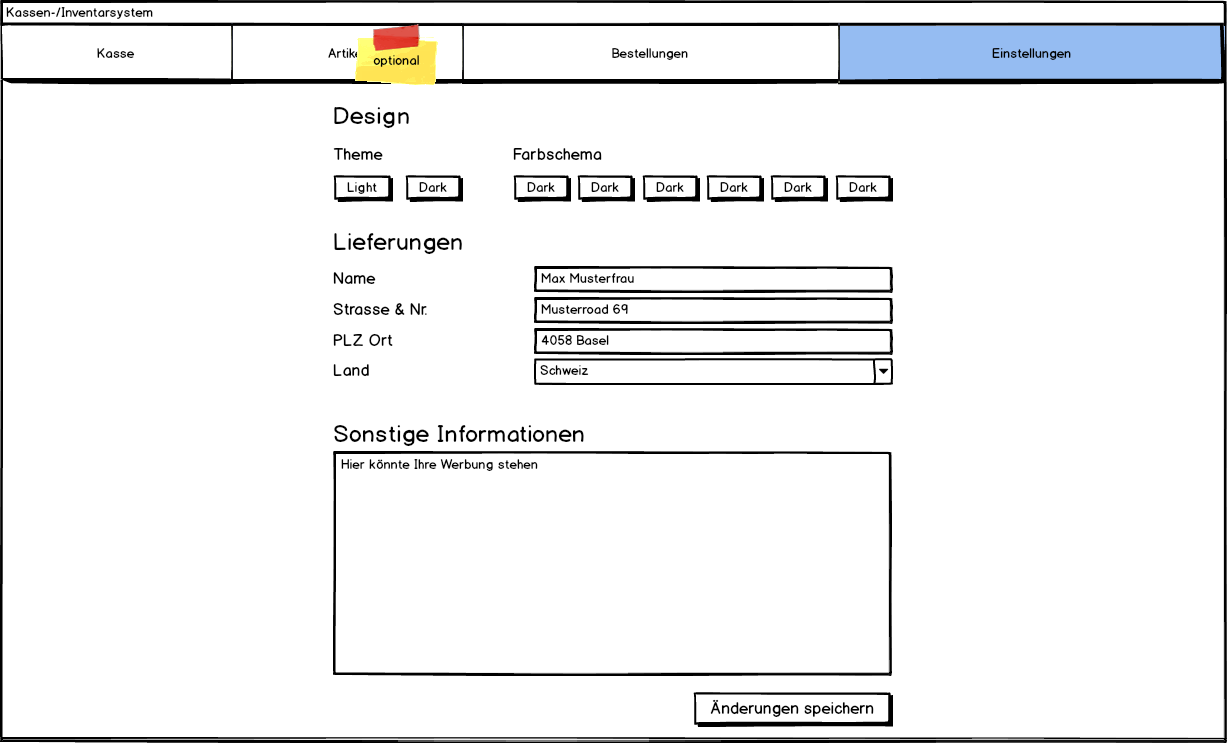 Kassen-/Inventarsystem
Kasse
Artike
optional
Bestellungen
Einstellungen
Design
Theme
Farbschema
Light
Dark
Dark
Dark
Dark
Dark
Dark
Dark
Lieferungen
Name
Max Musterfrau
Strasse & Nr.
Musterroad 69
PLZ Ort
4058 Basel
Land
Schweiz
Sonstige Informationen
Hier könnte Ihre Werbung stehen
Änderungen speichern